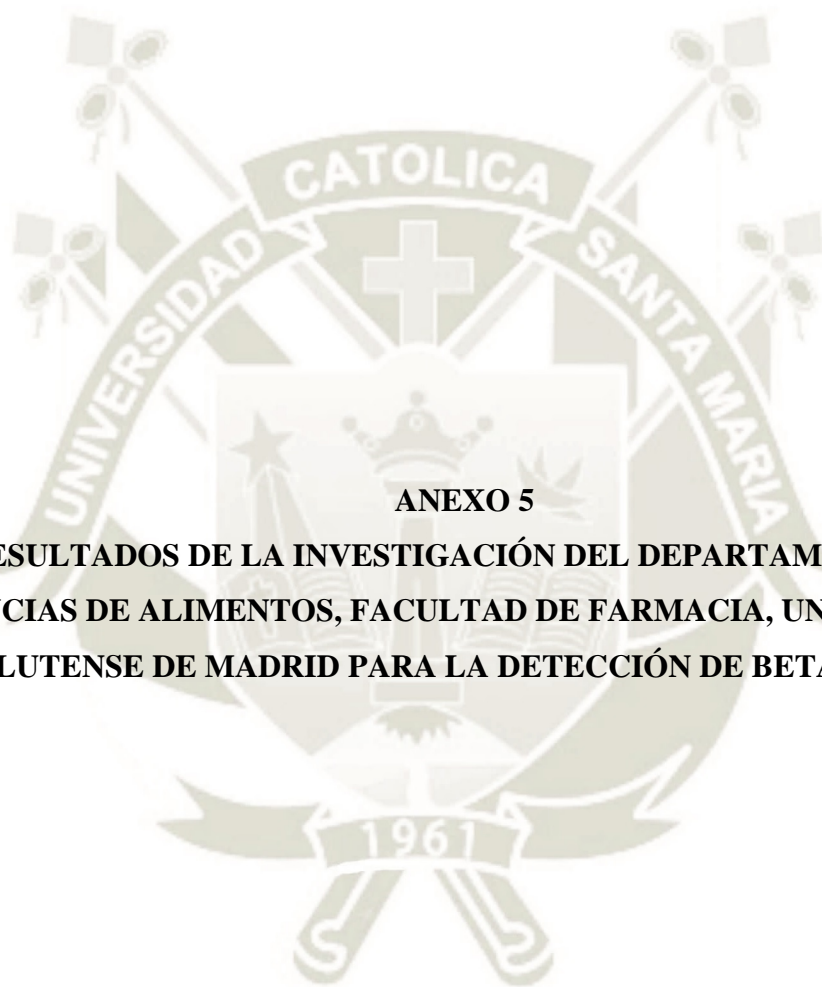 CATOLICA
UNIVERSIDAD
SANTA MARIA
ANEXO 5
ESULTADOS DE LA INVESTIGACIÓN DEL DEPARTAM
CIAS DE ALIMENTOS, FACULTAD DE FARMACIA, UN
LUTENSE DE MADRID PARA LA DETECCIÓN DE BETA
1961